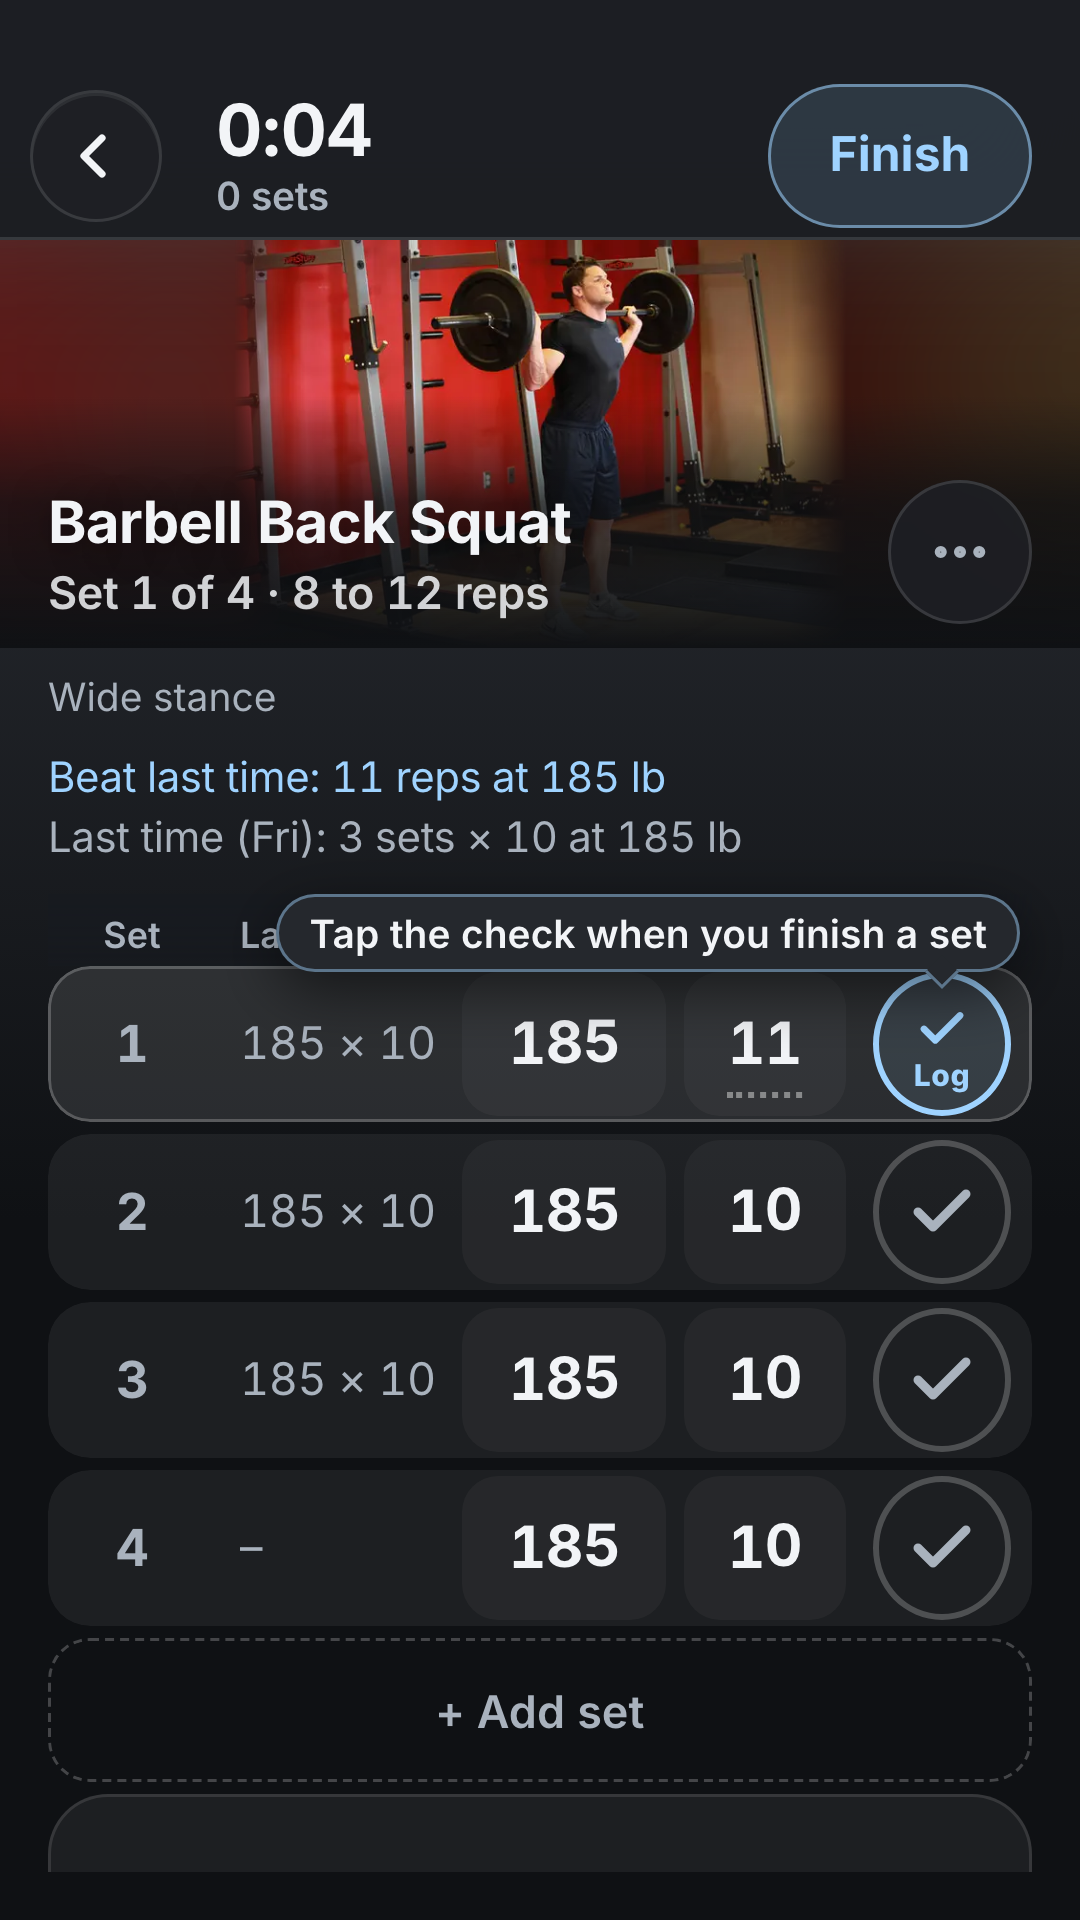 0:04
0 sets
Finish
Barbell Back Squat
Set 1 of 4 · 8 to 12 reps
Wide stance
Beat last time: 11 reps at 185 lb
Last time (Fri): 3 sets × 10 at 185 lb
Set
Tap the check when you finish a set
1 185 × 10 185 11 Log
2 185 × 10 185 10
3 185 × 10 185 10
4 – 185 10
+ Add set